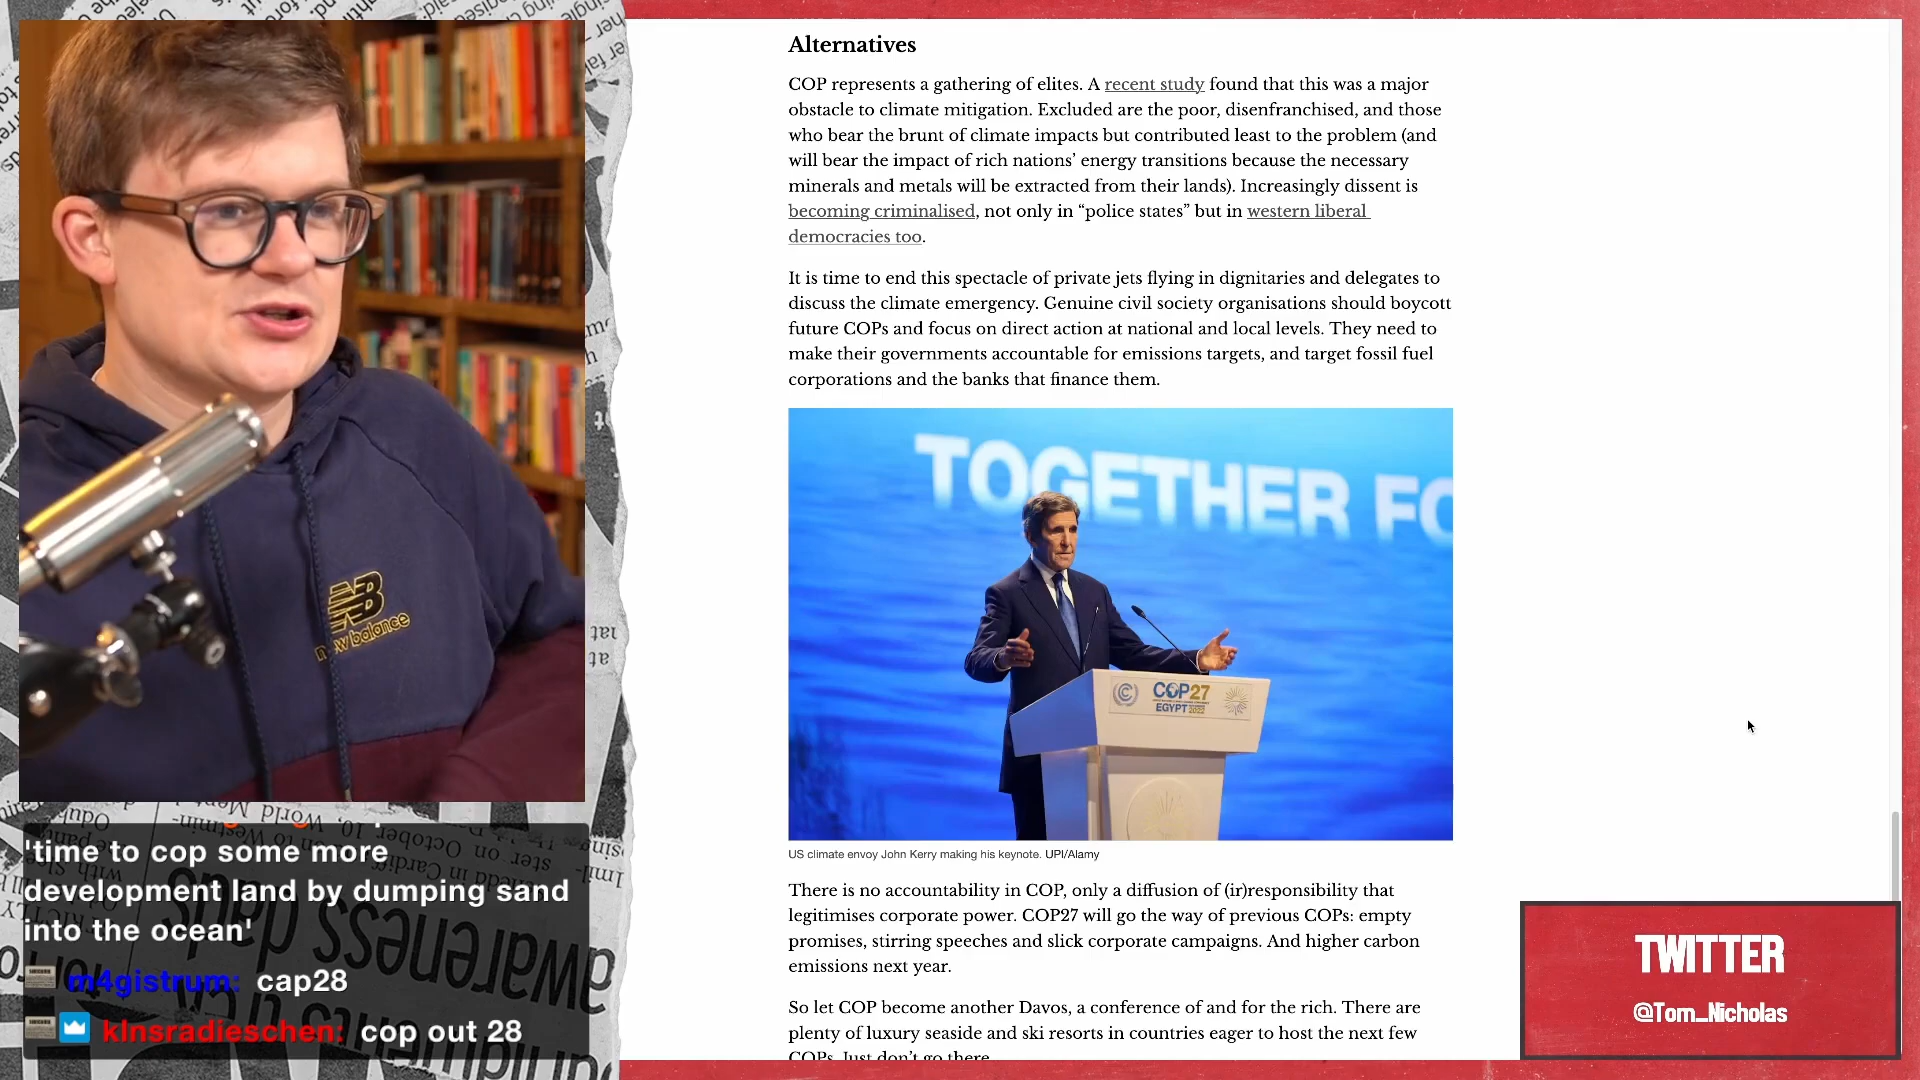 Alternatives
COP represents a gathering of elites. A recent study found that this was a major
obstacle to climate mitigation. Excluded are the poor, disenfranchised, and those
who bear the brunt of climate impacts but contributed least to the problem (and
will bear the impact of rich nations’ energy transitions because the necessary
minerals and metals will be extracted from their lands). Increasingly dissent is
becoming criminalised, not only in “police states” but in western liberal
democracies too.
It is time to end this spectacle of private jets flying in dignitaries and delegates to
discuss the climate emergency. Genuine civil society organisations should boycott
future COPs and focus on direct action at national and local levels. They need to
make their governments accountable for emissions targets, and target fossil fuel
corporations and the banks that finance them.
TOGETHER FO
COP27
EGYPT 2022
US climate envoy John Kerry making his keynote. UPI/Alamy
There is no accountability in COP, only a diffusion of (ir)responsibility that
legitimises corporate power. COP27 will go the way of previous COPs: empty
promises, stirring speeches and slick corporate campaigns. And higher carbon
emissions next year.
So let COP become another Davos, a conference of and for the rich. There are
plenty of luxury seaside and ski resorts in countries eager to host the next few
COPs. Just don’t go there.
NB
new balance
'time to cop some more
development land by dumping sand
into the ocean'
m4gistrum: cap28
klnsradieschen: cop out 28
TWITTER
@Tom_Nicholas